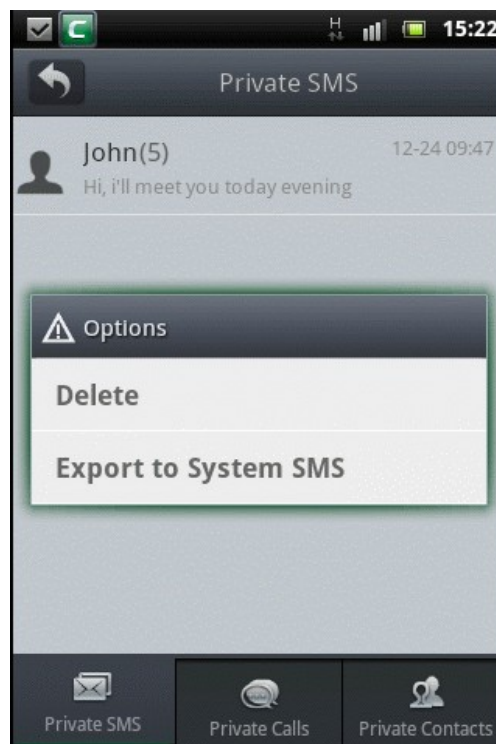 H 15:22
Private SMS
John(5) 12-24 09:47
Hi, i'll meet you today evening
Options
Delete
Export to System SMS
Private SMS Private Calls Private Contacts